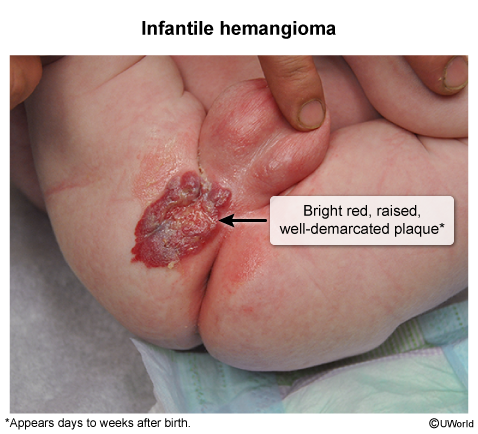 Infantile hemangioma
Bright red, raised,
well-demarcated plaque*
*Appears days to weeks after birth.
©UWorld